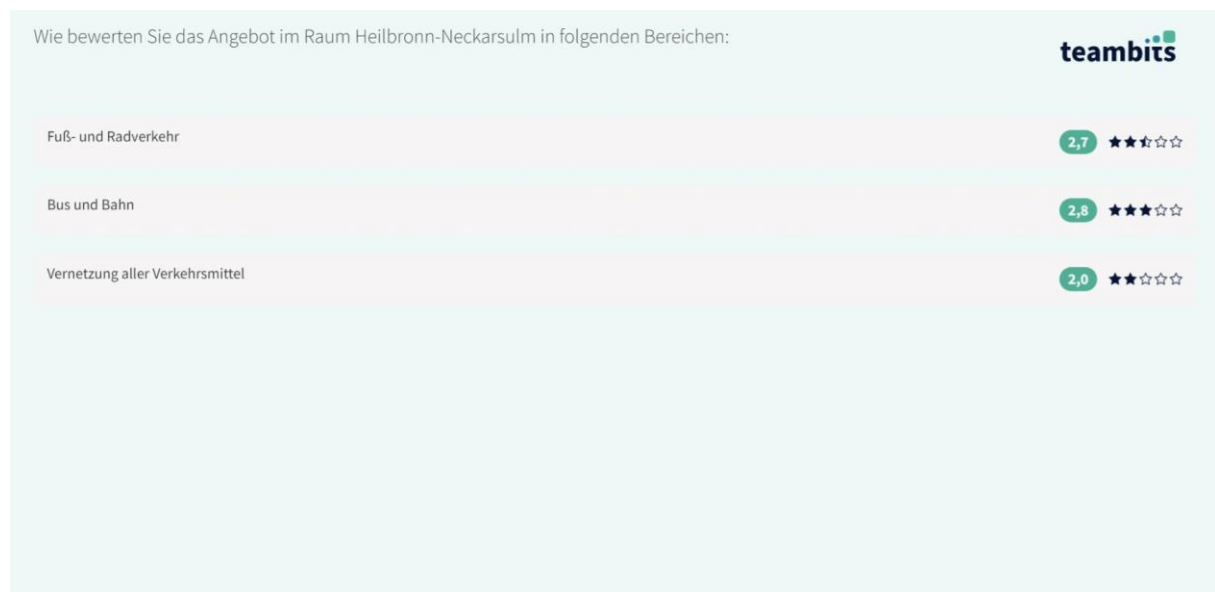 Wie bewerten Sie das Angebot im Raum Heilbronn-Neckarsulm in folgenden Bereichen:
teambits
Fuß- und Radverkehr
2,7
Bus und Bahn
2,8
Vernetzung aller Verkehrsmittel
2,0